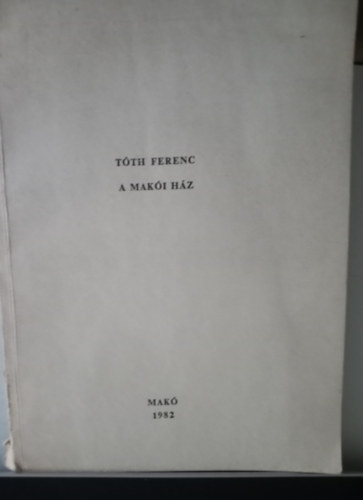 TÓTH FERENC
A MAKÓI HÁZ
MAKÓ
1982